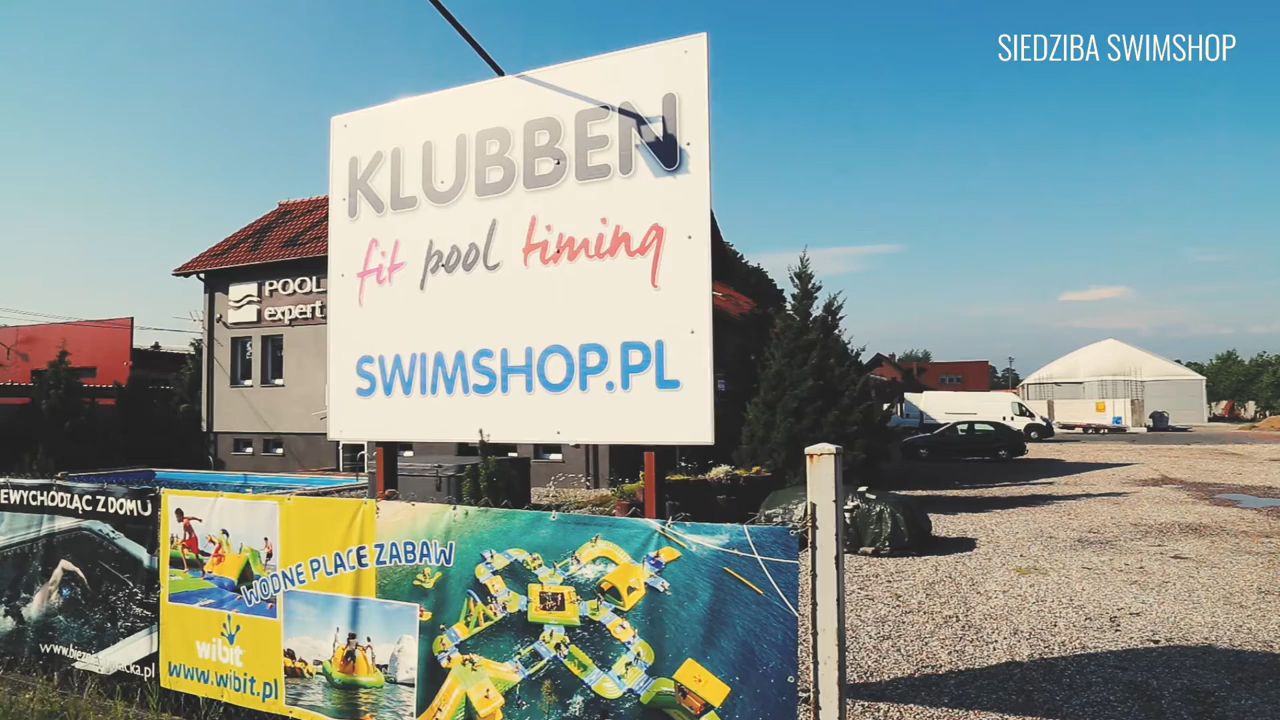 SIEDZIBA SWIMSHOP
KLUBBEN
fit pool timing
SWIMSHOP.PL
POOL
expert
EWYCHODZĄC Z DOMU
WODNE PLACE ZABAW
wibit
www.wibit.pl